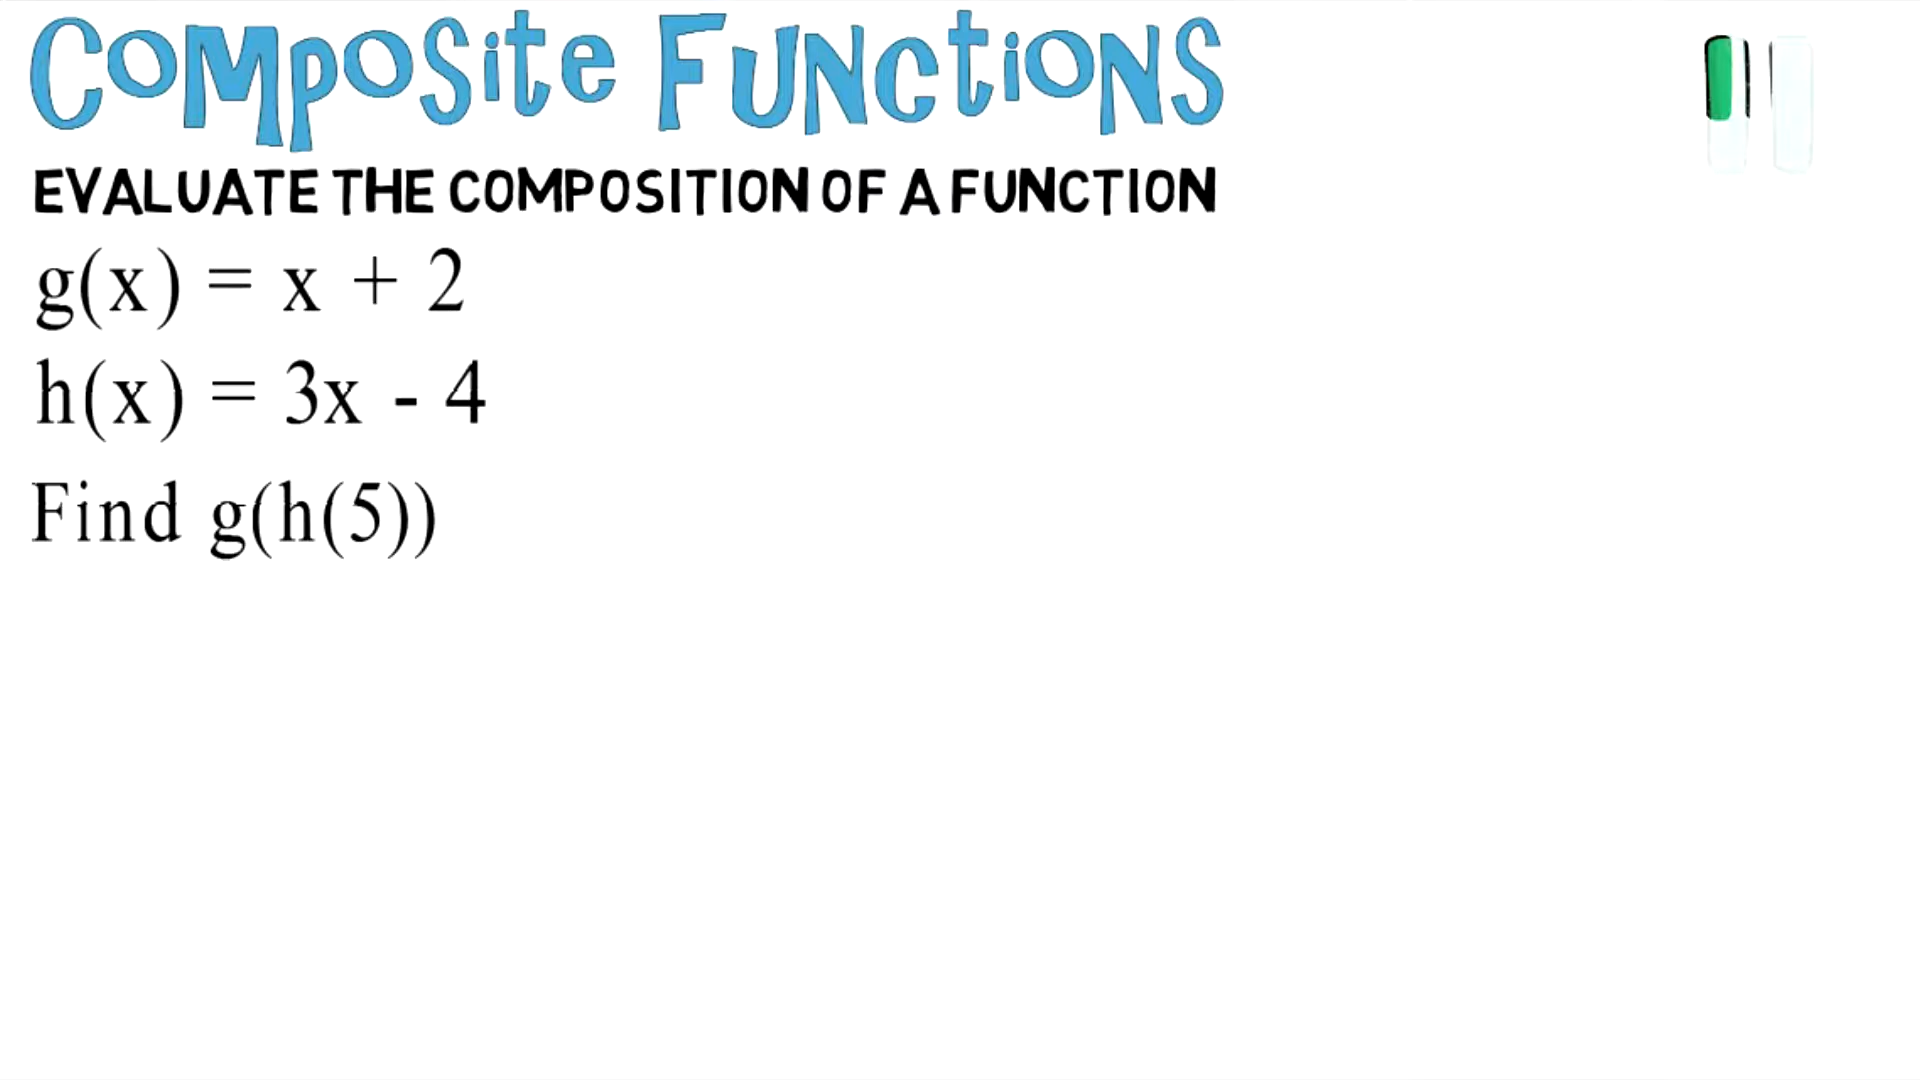 Composite Functions
EVALUATE THE COMPOSITION OF A FUNCTION
g(x) = x + 2
h(x) = 3x - 4
Find g(h(5))